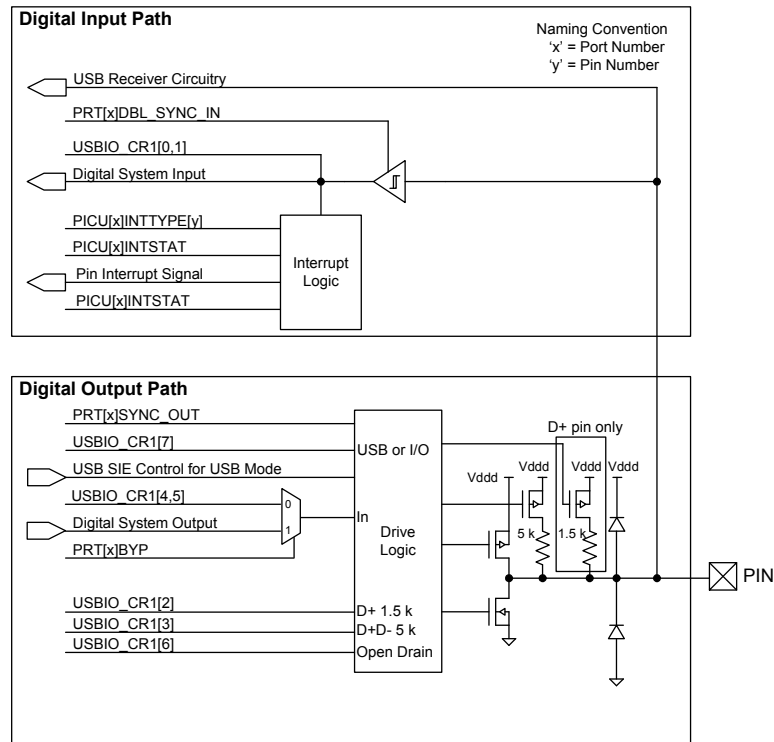 Digital Input Path
Naming Convention
‘x’ = Port Number
‘y’ = Pin Number
USB Receiver Circuitry
PRT[x]DBL_SYNC_IN
USBIO_CR1[0,1]
Digital System Input
PICU[x]INTTYPE[y]
PICU[x]INTSTAT
Pin Interrupt Signal
PICU[x]INTSTAT
Interrupt
Logic
Digital Output Path
PRT[x]SYNC_OUT
USBIO_CR1[7]
USB or I/O
USB SIE Control for USB Mode
USBIO_CR1[4,5]
0
Digital System Output
1
PRT[x]BYP
In
Drive
Logic
D+ pin only
Vddd
Vddd
Vddd
Vddd
5 k
1.5 k
PIN
USBIO_CR1[2]
D+ 1.5 k
USBIO_CR1[3]
D+D- 5 k
USBIO_CR1[6]
Open Drain